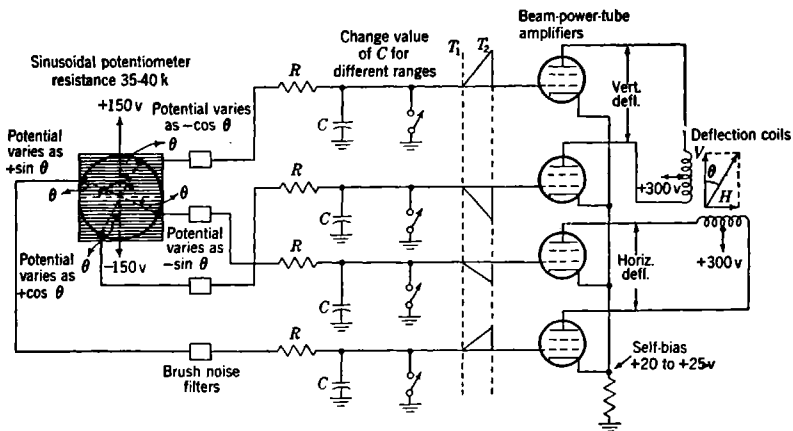 Beam-power-tube
amplifiers
Change value
of C for
different ranges
T₁
T₂
Sinusoidal potentiometer
resistance 35-40 k
+150 v
Potential varies
as -cos θ
R
C
Vert.
defl.
Deflection coils
Potential
varies as
+sin θ
θ
θ
θ
θ
R
C
+300 v
V
θ
H
Potential
varies as
-sin θ
Potential
varies as
+cos θ
-150 v
R
C
Horiz.
defl.
+300 v
R
C
Brush noise
filters
Self-bias
+20 to +25 v